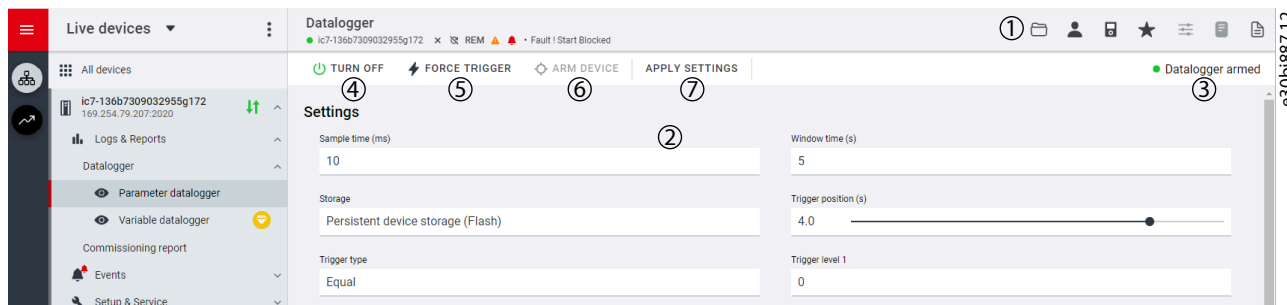 Live devices
Datalogger
ic7-136b7309032955g172 REM • Fault ! Start Blocked
①
All devices
TURN OFF FORCE TRIGGER ARM DEVICE APPLY SETTINGS Datalogger armed
④ ⑤ ⑥ ⑦ ③
ic7-136b7309032955g172
169.254.79.207:2020
Settings
Logs & Reports
Sample time (ms) ② Window time (s)
10 5
Datalogger
Parameter datalogger
Storage Trigger position (s)
Persistent device storage (Flash) 4.0
Variable datalogger
Commissioning report
Trigger type Trigger level 1
Equal 0
Events
Setup & Service